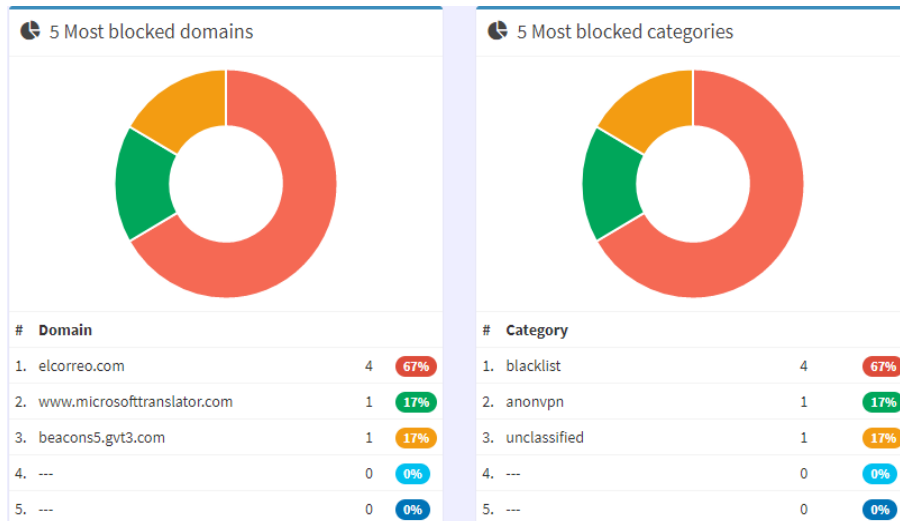 5 Most blocked domains
# Domain
1. elcorreo.com 4 67%
2. www.microsofttranslator.com 1 17%
3. beacons5.gvt3.com 1 17%
4. --- 0 0%
5. --- 0 0%
5 Most blocked categories
# Category
1. blacklist 4 67%
2. anonvpn 1 17%
3. unclassified 1 17%
4. --- 0 0%
5. --- 0 0%